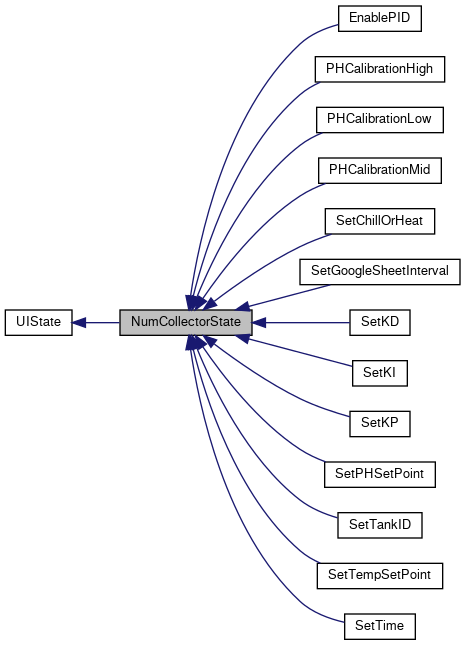 EnablePID
PHCalibrationHigh
PHCalibrationLow
PHCalibrationMid
SetChillOrHeat
SetGoogleSheetInterval
UIState
NumCollectorState
SetKD
SetKI
SetKP
SetPHSetPoint
SetTankID
SetTempSetPoint
SetTime